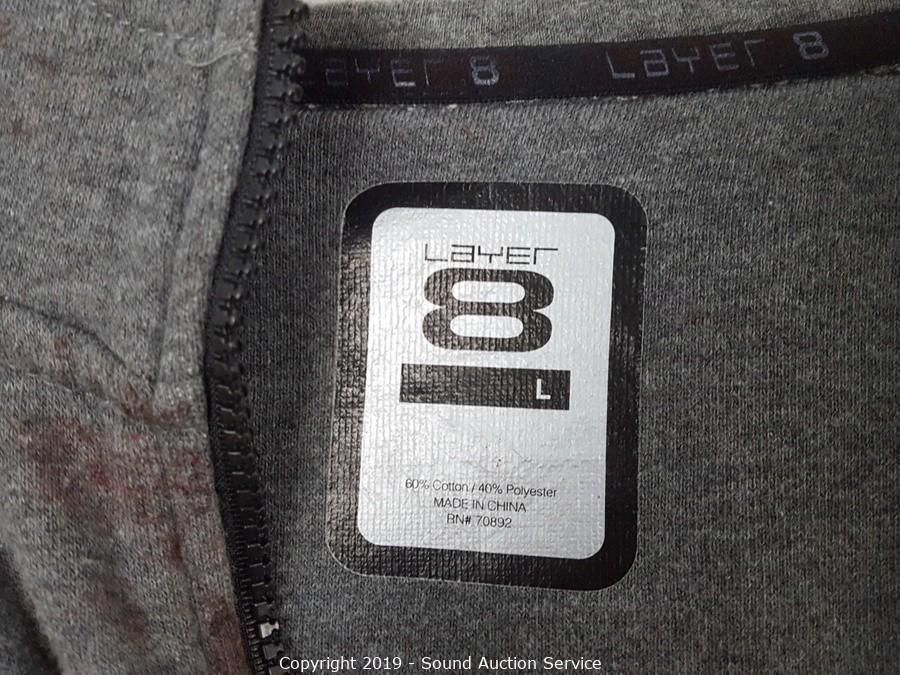 LAYER 8
LAYER 8
LAYER
8
L
60% Cotton / 40% Polyester
MADE IN CHINA
RN# 70892
Copyright 2019 - Sound Auction Service